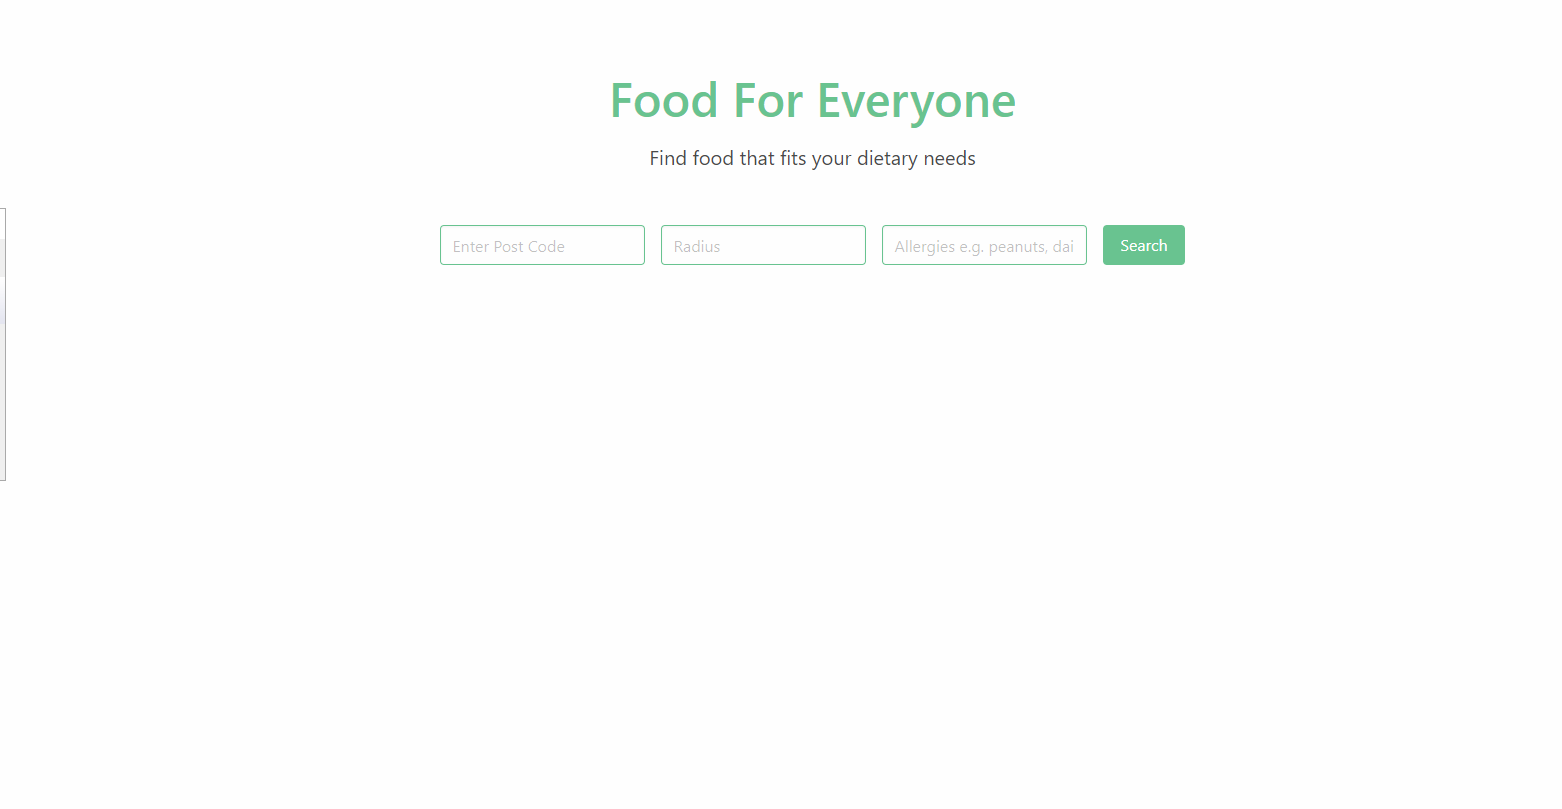 Food For Everyone
Find food that fits your dietary needs
Enter Post Code
Radius
Allergies e.g. peanuts, dai
Search